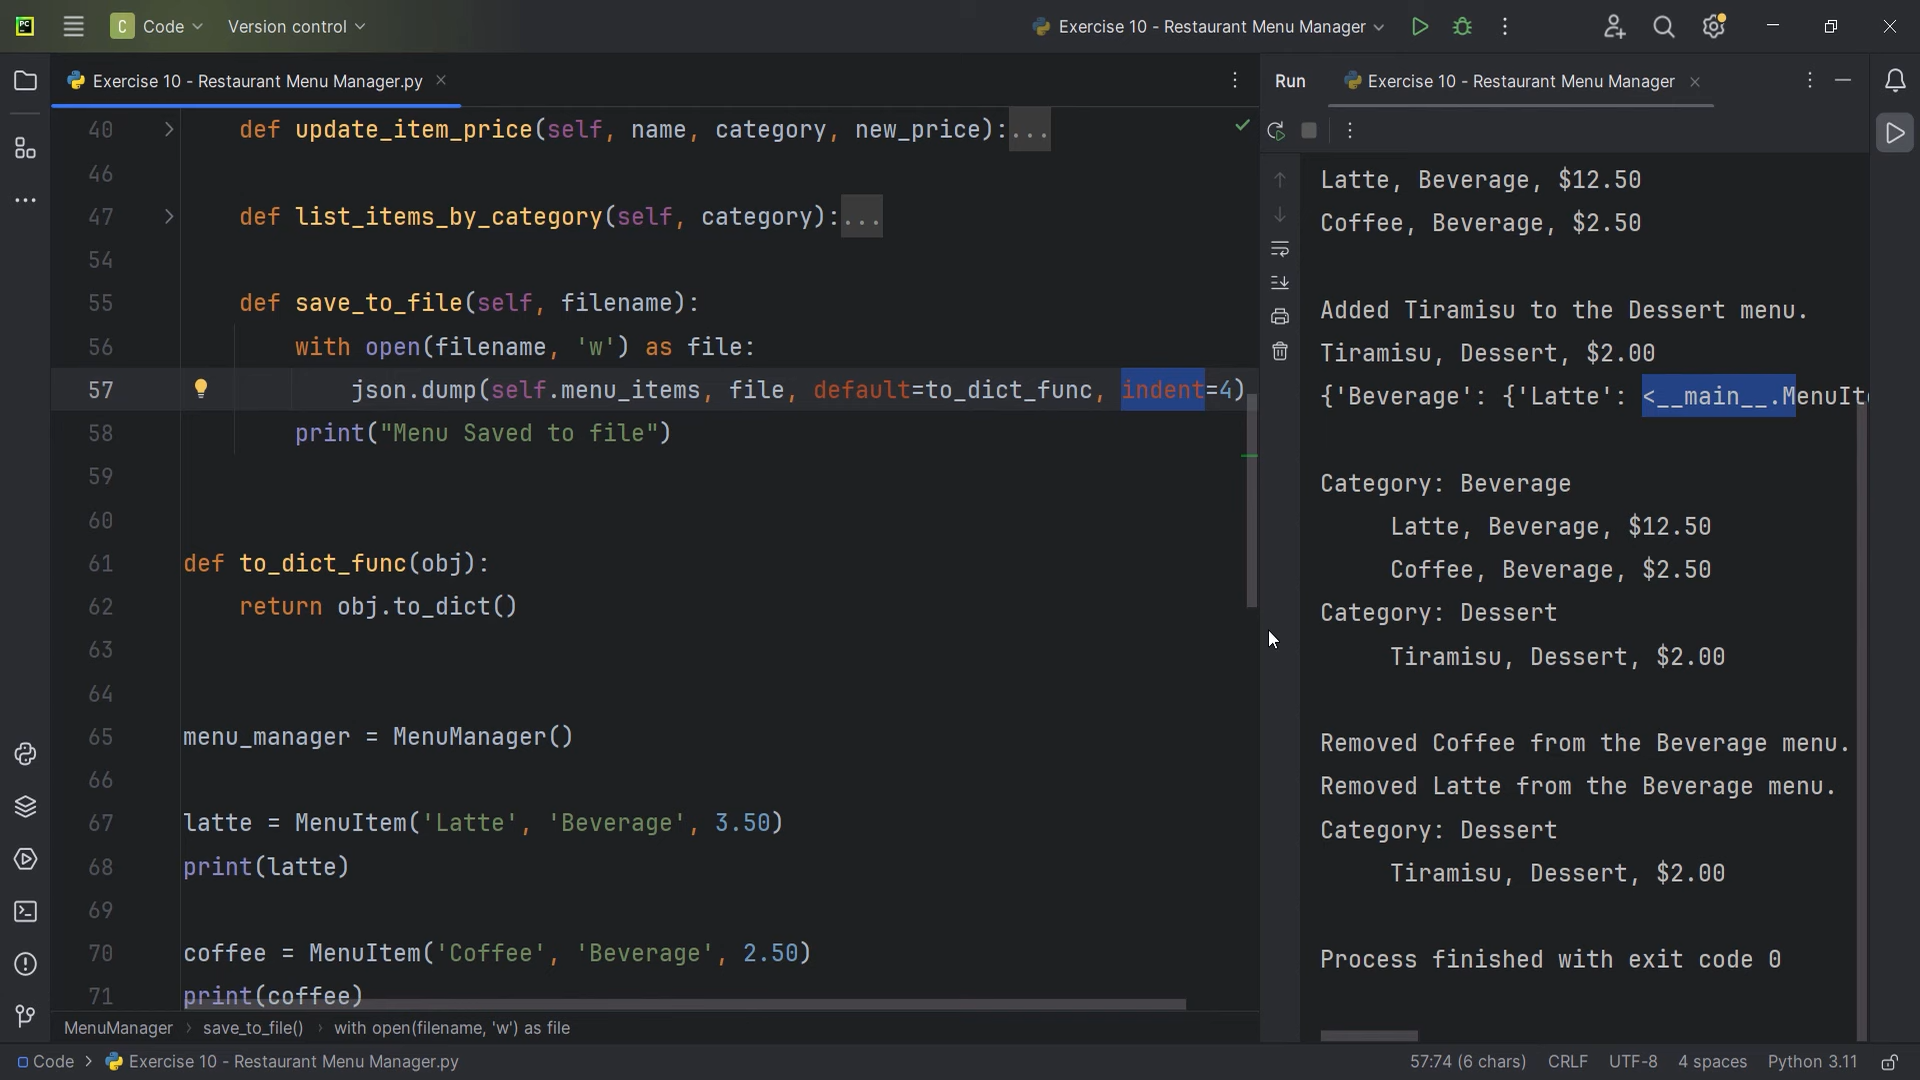 PC
C Code
Version control
Exercise 10 - Restaurant Menu Manager
Exercise 10 - Restaurant Menu Manager.py
40 def update_item_price(self, name, category, new_price):...
46
47 def list_items_by_category(self, category):...
54
55 def save_to_file(self, filename):
56 with open(filename, 'w') as file:
57 json.dump(self.menu_items, file, default=to_dict_func, indent=4)
58 print("Menu Saved to file")
59
60
61 def to_dict_func(obj):
62 return obj.to_dict()
63
64
65 menu_manager = MenuManager()
66
67 latte = MenuItem('Latte', 'Beverage', 3.50)
68 print(latte)
69
70 coffee = MenuItem('Coffee', 'Beverage', 2.50)
71 print(coffee)
MenuManager › save_to_file() › with open(filename, 'w') as file
Run
Exercise 10 - Restaurant Menu Manager
Latte, Beverage, $12.50
Coffee, Beverage, $2.50
Added Tiramisu to the Dessert menu.
Tiramisu, Dessert, $2.00
{'Beverage': {'Latte': <__main__.MenuIt
Category: Beverage
Latte, Beverage, $12.50
Coffee, Beverage, $2.50
Category: Dessert
Tiramisu, Dessert, $2.00
Removed Coffee from the Beverage menu.
Removed Latte from the Beverage menu.
Category: Dessert
Tiramisu, Dessert, $2.00
Process finished with exit code 0
Code › Exercise 10 - Restaurant Menu Manager.py
57:74 (6 chars) CRLF UTF-8 4 spaces Python 3.11